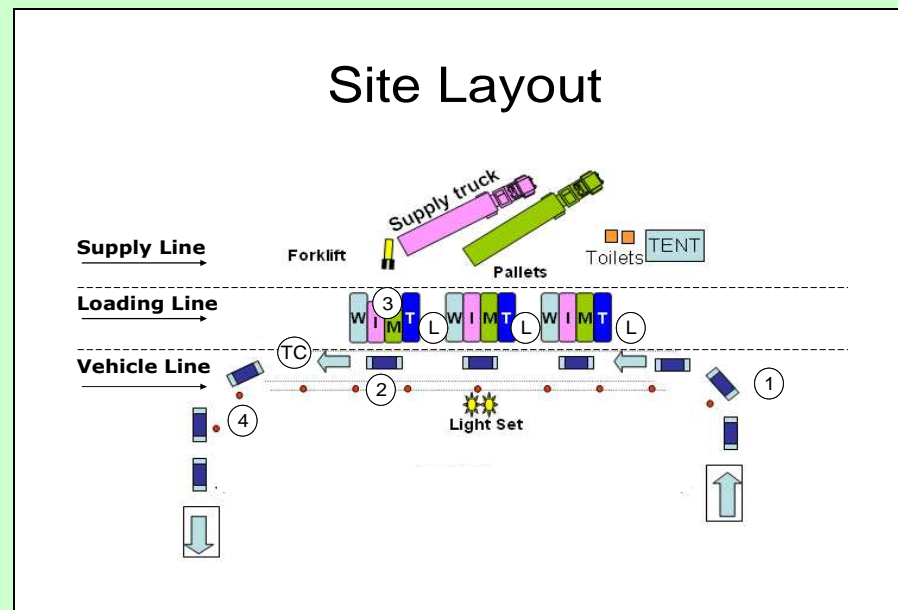 Site Layout
Supply truck
Supply Line
Forklift
Pallets
Toilets
TENT
Loading Line
W I M T L W I M T L W I M T L
3
Vehicle Line
TC
2
1
4
Light Set